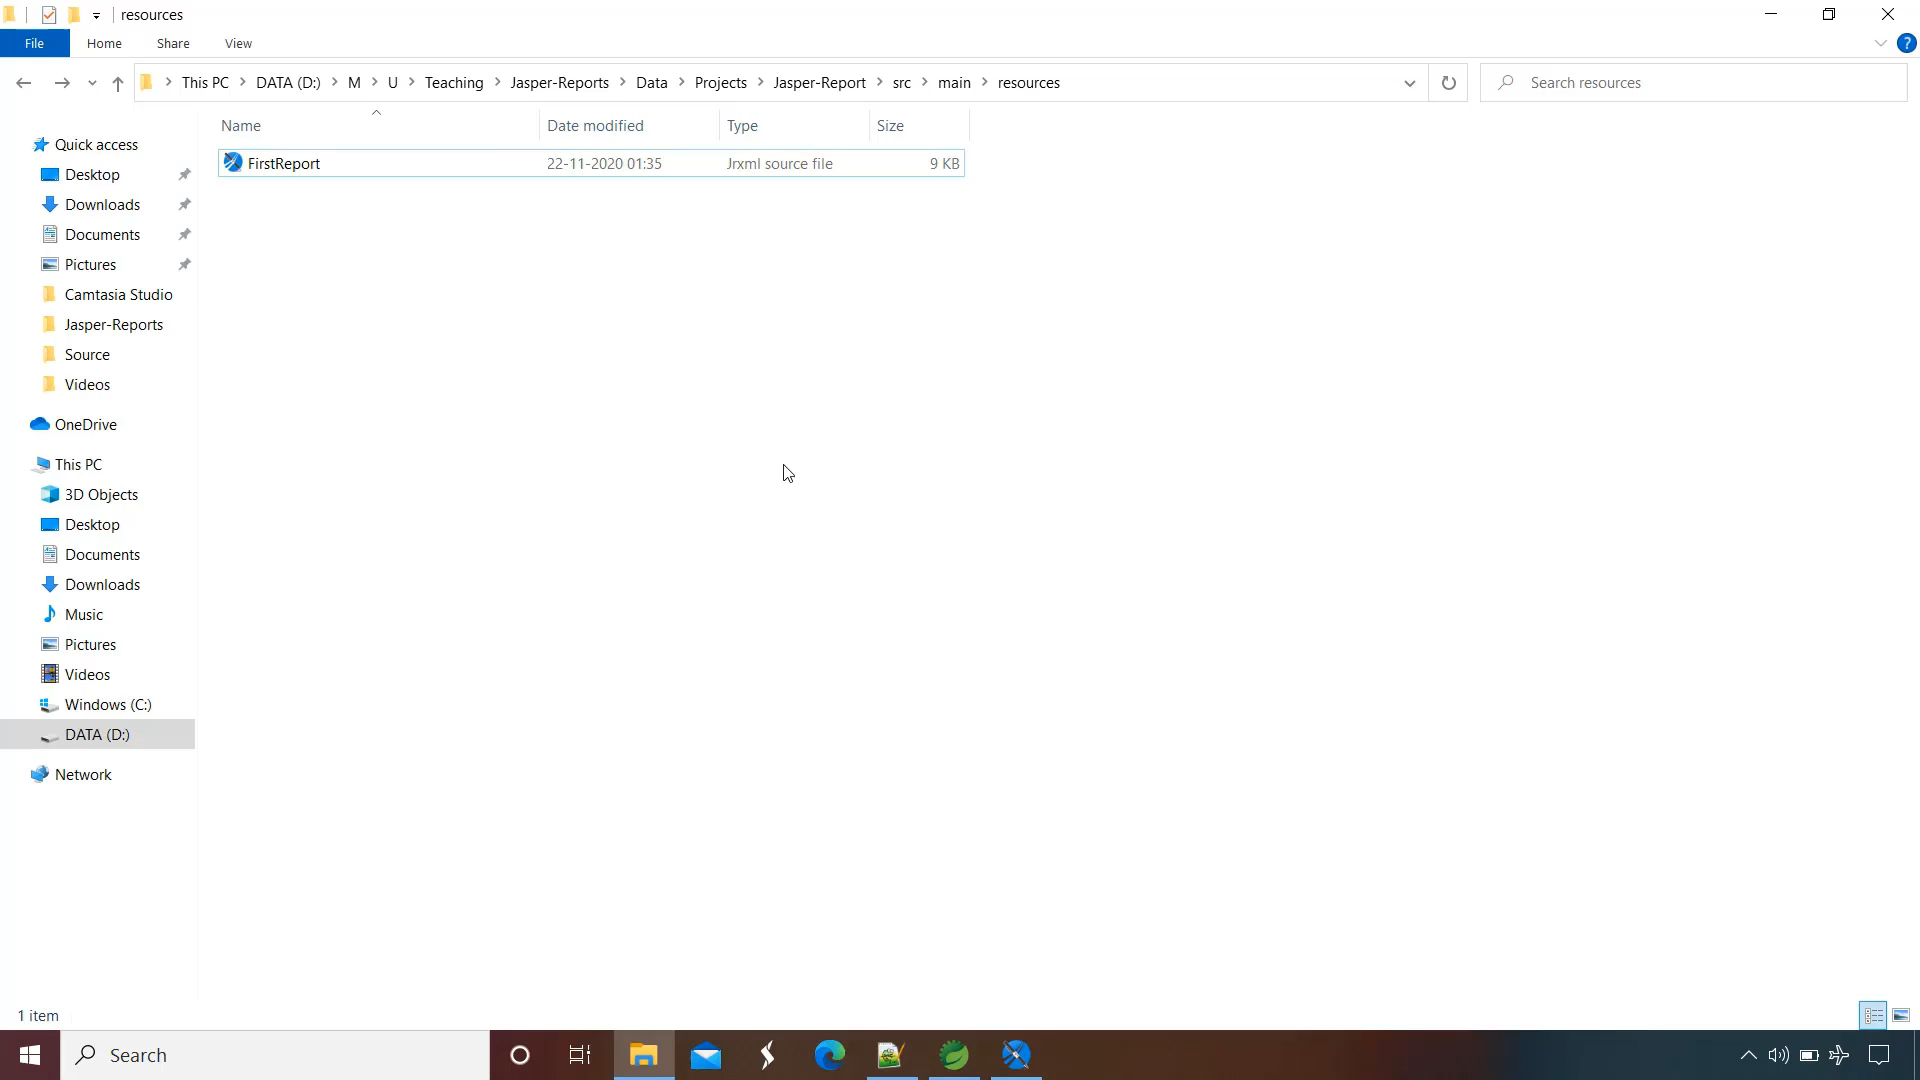 resources
File Home Share View
This PC DATA (D:) M U Teaching Jasper-Reports Data Projects Jasper-Report src main resources
Search resources
Name Date modified Type Size
FirstReport 22-11-2020 01:35 Jrxml source file 9 KB
Quick access
Desktop
Downloads
Documents
Pictures
Camtasia Studio
Jasper-Reports
Source
Videos
OneDrive
This PC
3D Objects
Desktop
Documents
Downloads
Music
Pictures
Videos
Windows (C:)
DATA (D:)
Network
1 item
Search